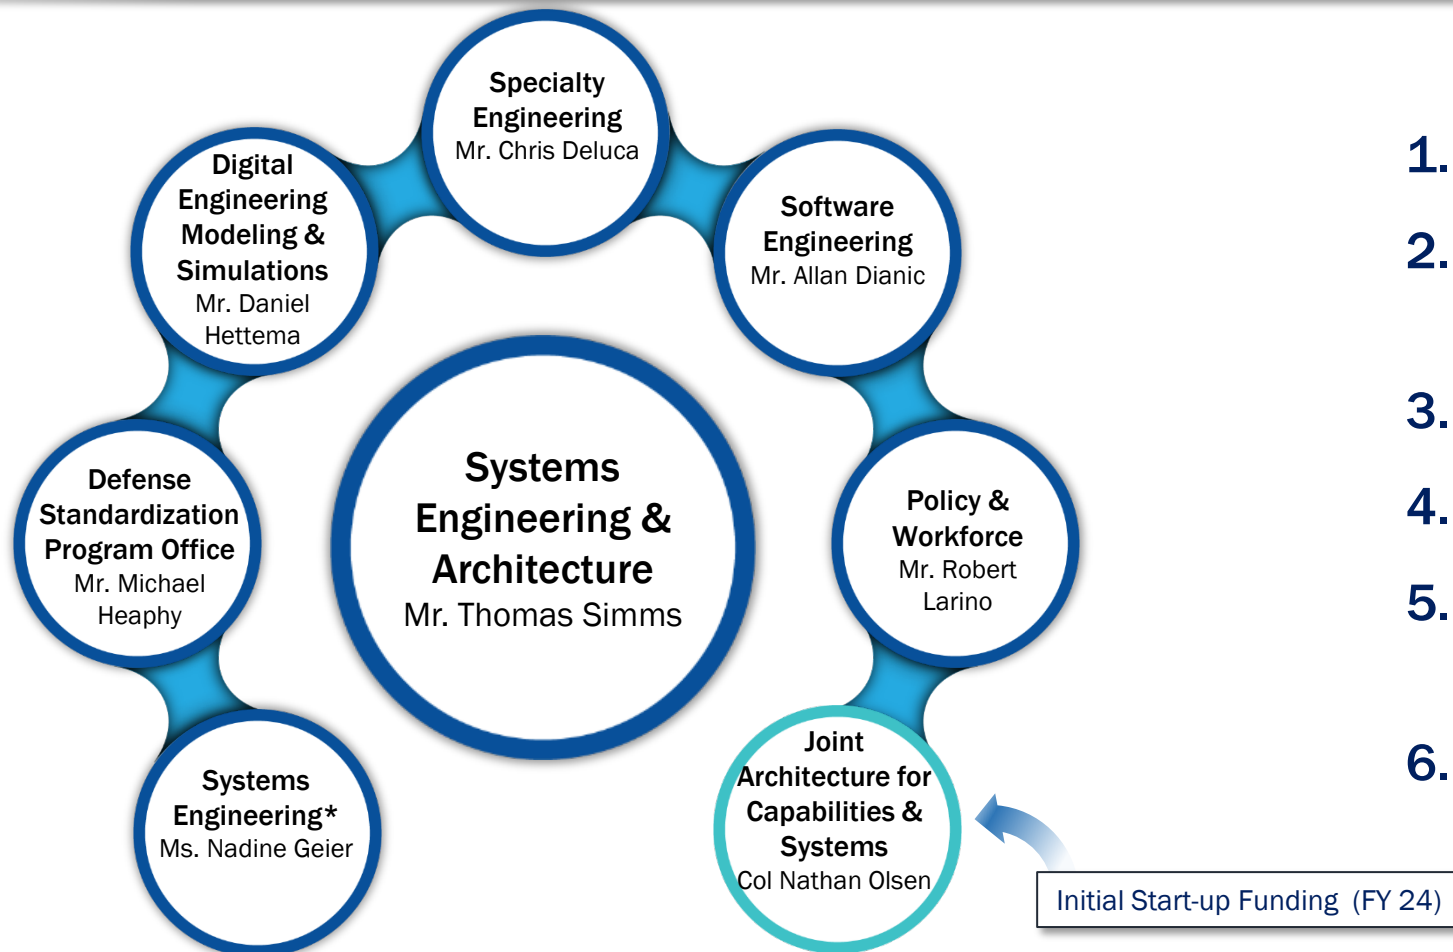 Specialty
Engineering
Mr. Chris Deluca
Digital
Engineering
Modeling &
Simulations
Mr. Daniel
Hettema
Software
Engineering
Mr. Allan Dianic
Defense
Standardization
Program Office
Mr. Michael
Heaphy
Systems
Engineering &
Architecture
Mr. Thomas Simms
Policy &
Workforce
Mr. Robert
Larino
Systems
Engineering*
Ms. Nadine Geier
Joint
Architecture for
Capabilities &
Systems
Col Nathan Olsen
Initial Start-up Funding (FY 24)
1.
2.
3.
4.
5.
6.